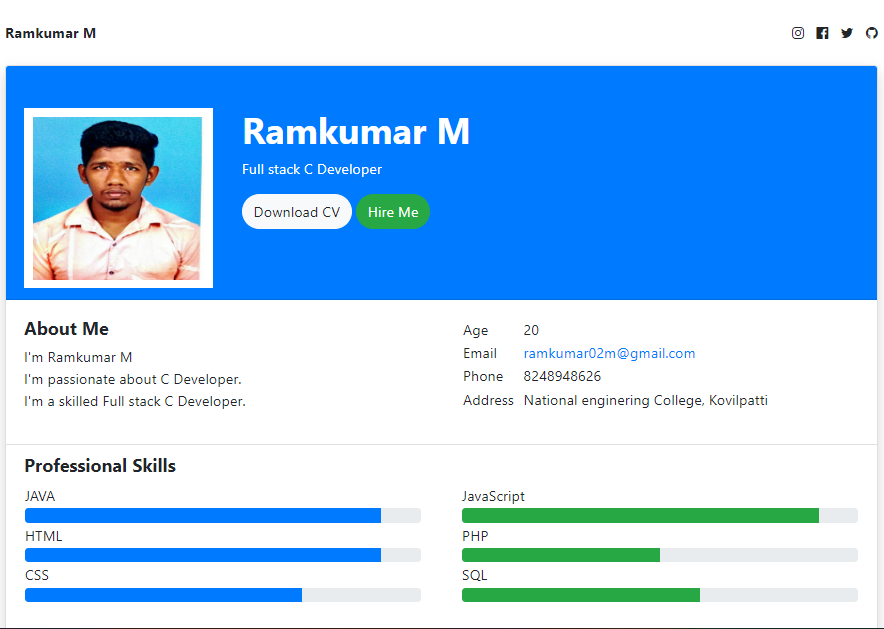 Ramkumar M
Ramkumar M
Full stack C Developer
Download CV Hire Me
About Me
I'm Ramkumar M
I'm passionate about C Developer.
I'm a skilled Full stack C Developer.
Age 20
Email ramkumar02m@gmail.com
Phone 8248948626
Address National enginering College, Kovilpatti
Professional Skills
JAVA
HTML
CSS
JavaScript
PHP
SQL